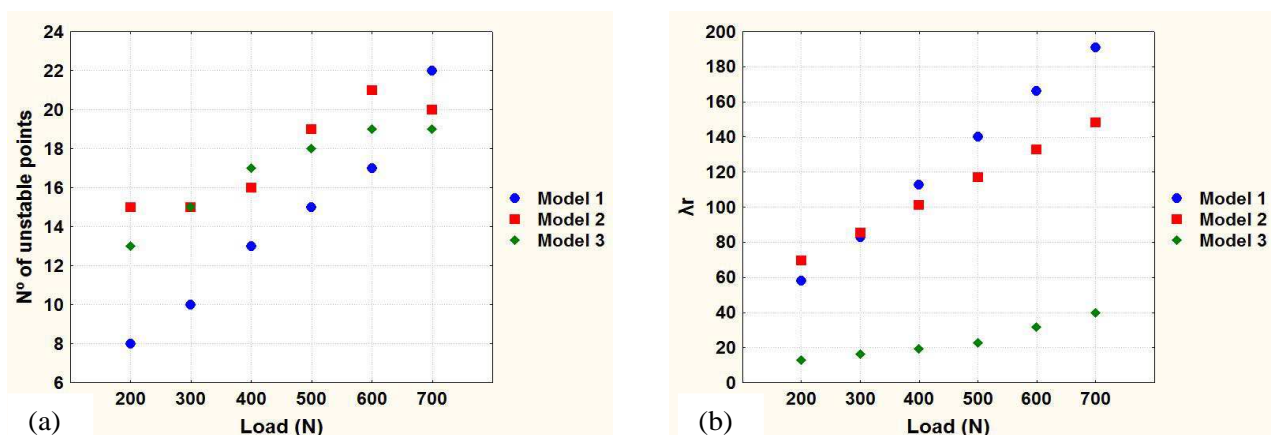 24
22
20
18
16
14
12
10
8
6
Nº of unstable points
200 300 400 500 600 700
Load (N)
Model 1
Model 2
Model 3
(a)
200
180
160
140
120
100
80
60
40
20
0
λr
200 300 400 500 600 700
Load (N)
Model 1
Model 2
Model 3
(b)